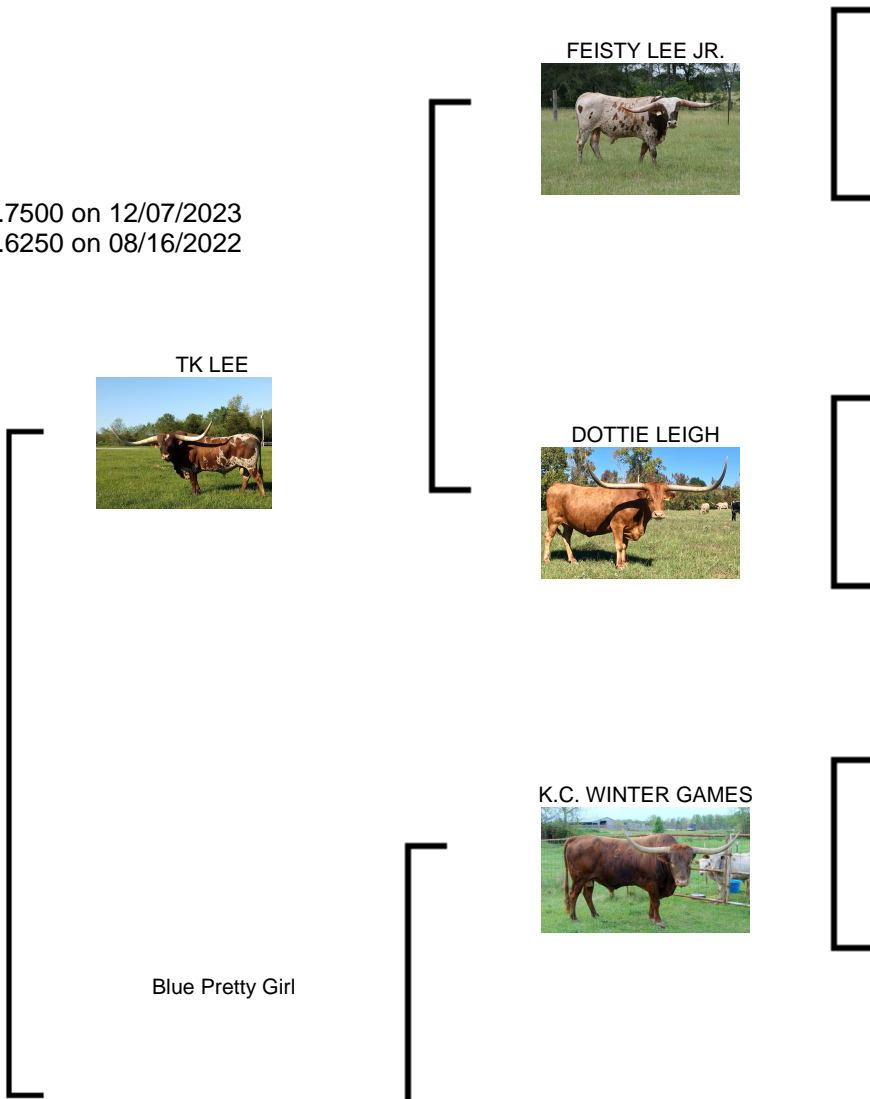 FEISTY LEE JR.
.7500 on 12/07/2023
.6250 on 08/16/2022
TK LEE
DOTTIE LEIGH
K.C. WINTER GAMES
Blue Pretty Girl